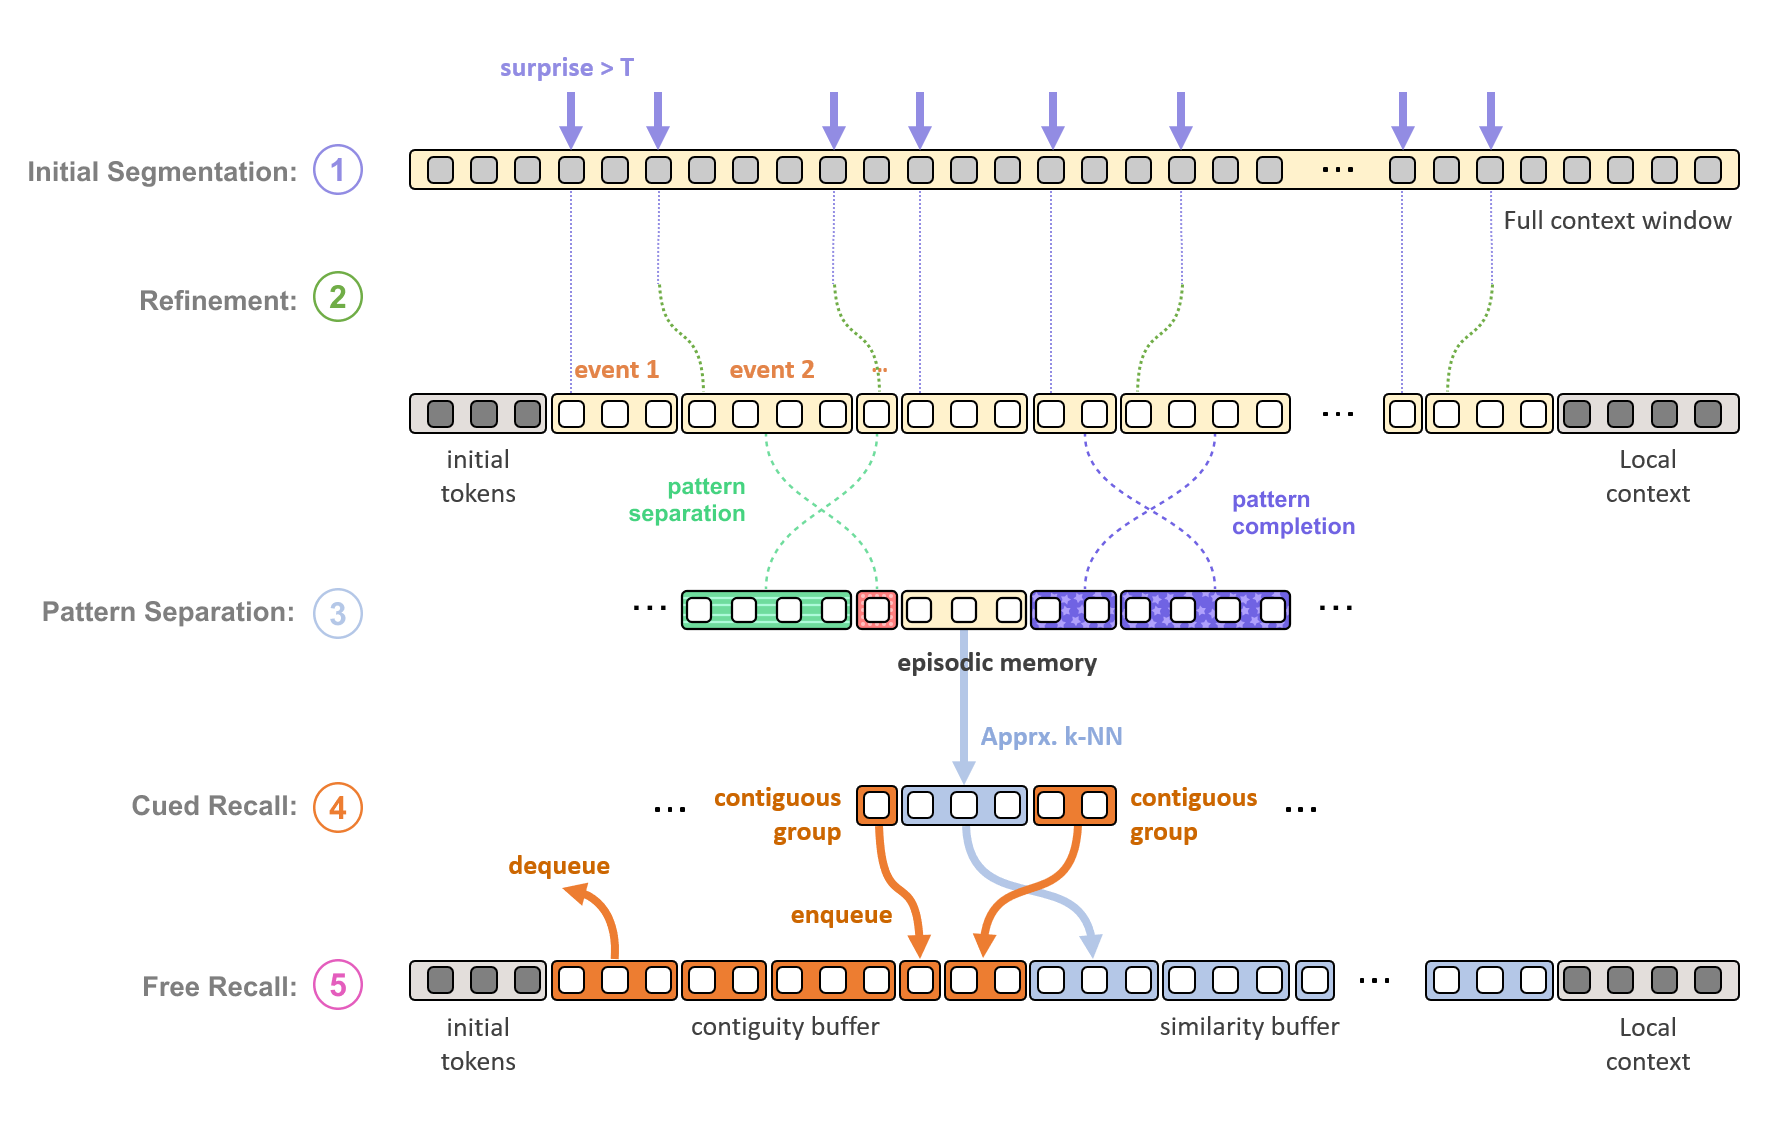 surprise > T
Initial Segmentation: 1
...
Full context window
Refinement: 2
event 1
event 2
...
...
initial
tokens
Local
context
pattern
separation
pattern
completion
Pattern Separation: 3
...
...
episodic memory
Apprx. k-NN
Cued Recall: 4
...
contiguous
group
contiguous
group
...
dequeue
enqueue
Free Recall: 5
...
initial
tokens
contiguity buffer
similarity buffer
Local
context